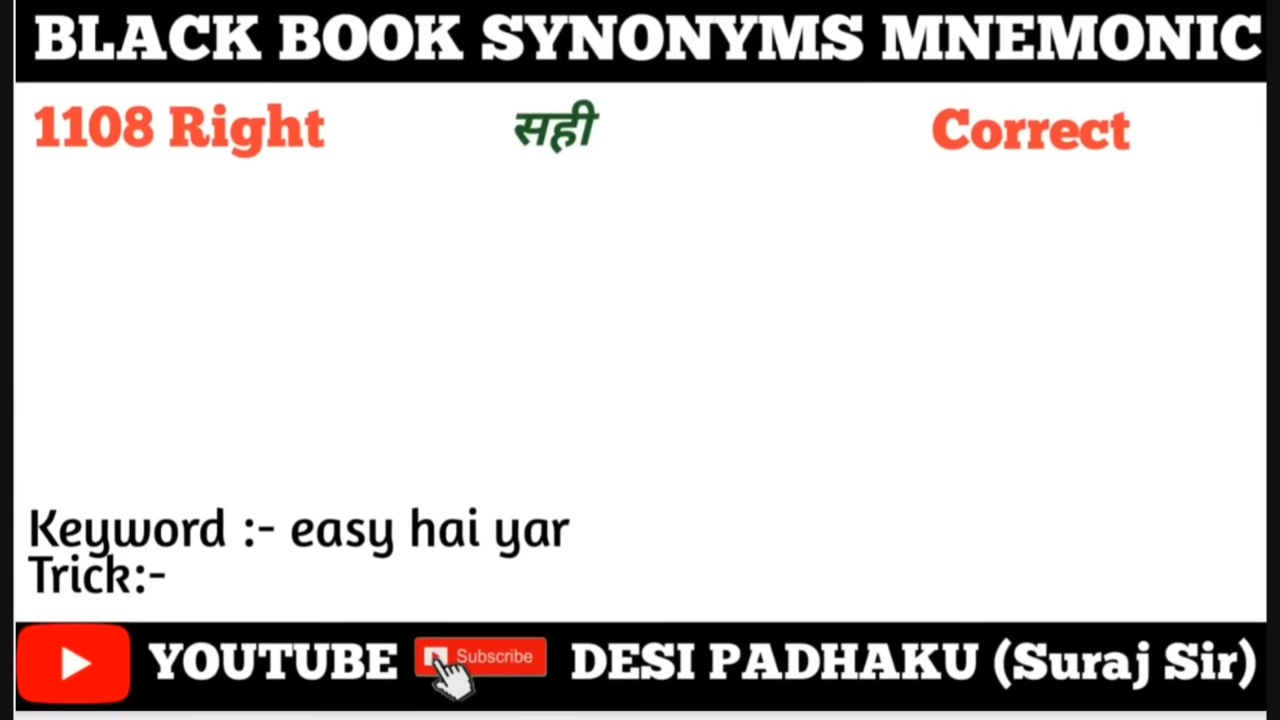 BLACK BOOK SYNONYMS MNEMONIC
1108 Right सही Correct
Keyword :- easy hai yar
Trick:-
YOUTUBE Subscribe DESI PADHAKU (Suraj Sir)